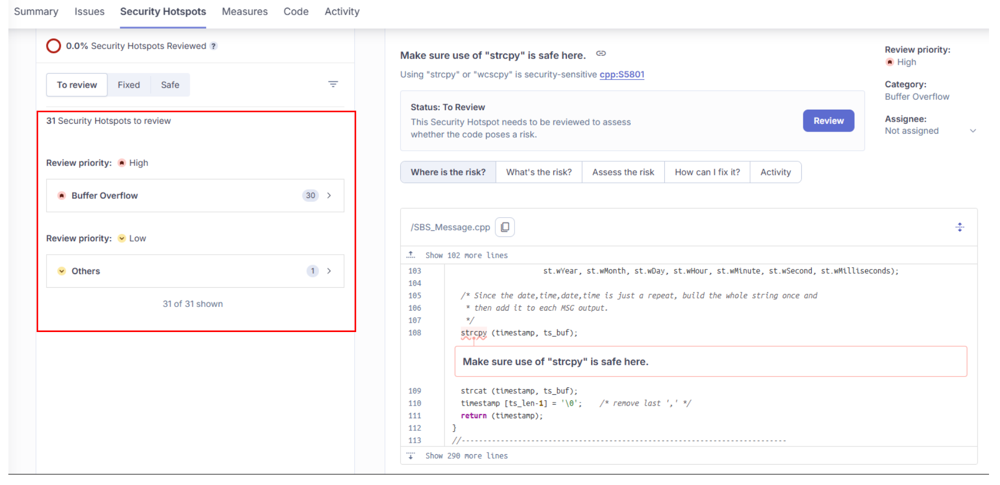 Summary Issues Security Hotspots Measures Code Activity
0.0% Security Hotspots Reviewed ?
To review Fixed Safe
31 Security Hotspots to review
Review priority: High
Buffer Overflow 30
Review priority: Low
Others 1
31 of 31 shown
Make sure use of "strcpy" is safe here.
Using "strcpy" or "wcscpy" is security-sensitive cpp:S5801
Status: To Review
This Security Hotspot needs to be reviewed to assess
whether the code poses a risk.
Review
Review priority:
High
Category:
Buffer Overflow
Assignee:
Not assigned
Where is the risk? What's the risk? Assess the risk How can I fix it? Activity
/SBS_Message.cpp
Show 102 more lines
103 st.wYear, st.wMonth, st.wDay, st.wHour, st.wMinute, st.wSecond, st.wMilliseconds);
104
105 /* Since the date,time,date,time is just a repeat, build the whole string once and
106 * then add it to each MSG output.
107 */
108 strcpy (timestamp, ts_buf);
Make sure use of "strcpy" is safe here.
109 strcat (timestamp, ts_buf);
110 timestamp [ts_len-1] = '\0'; /* remove last ',' */
111 return (timestamp);
112 }
113 //---------------------------------------------------------------------------
Show 290 more lines